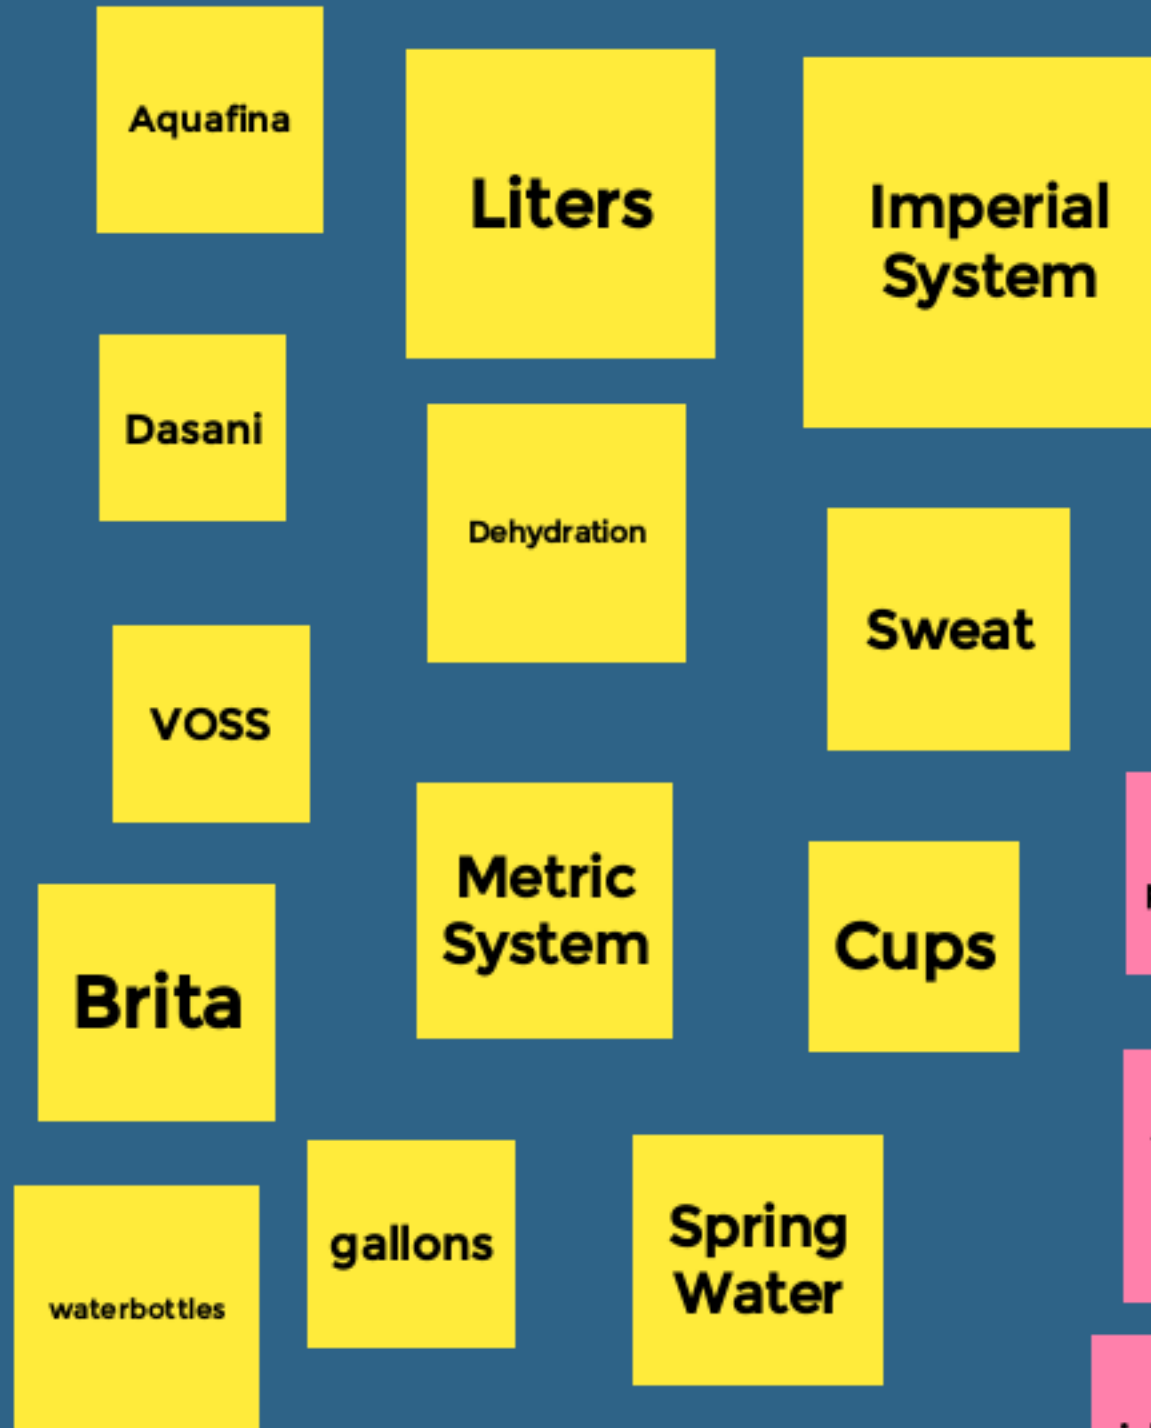 Aquafina
Liters
Imperial
System
Dasani
Dehydration
Sweat
VOSS
Metric
System
Cups
Brita
gallons
Spring
Water
waterbottles